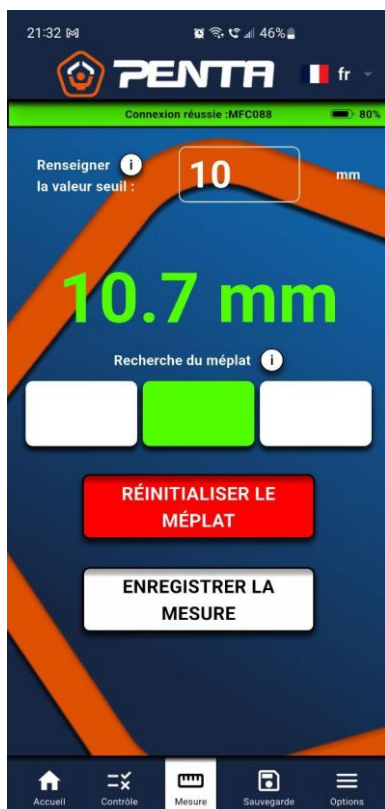 21:32 46%
PENTA fr
Connexion réussie :MFC088 80%
Renseigner i
la valeur seuil :
10 mm
10.7 mm
Recherche du méplat i
RÉINITIALISER LE
MÉPLAT
ENREGISTRER LA
MESURE
Accueil Contrôle Mesure Sauvegarde Options